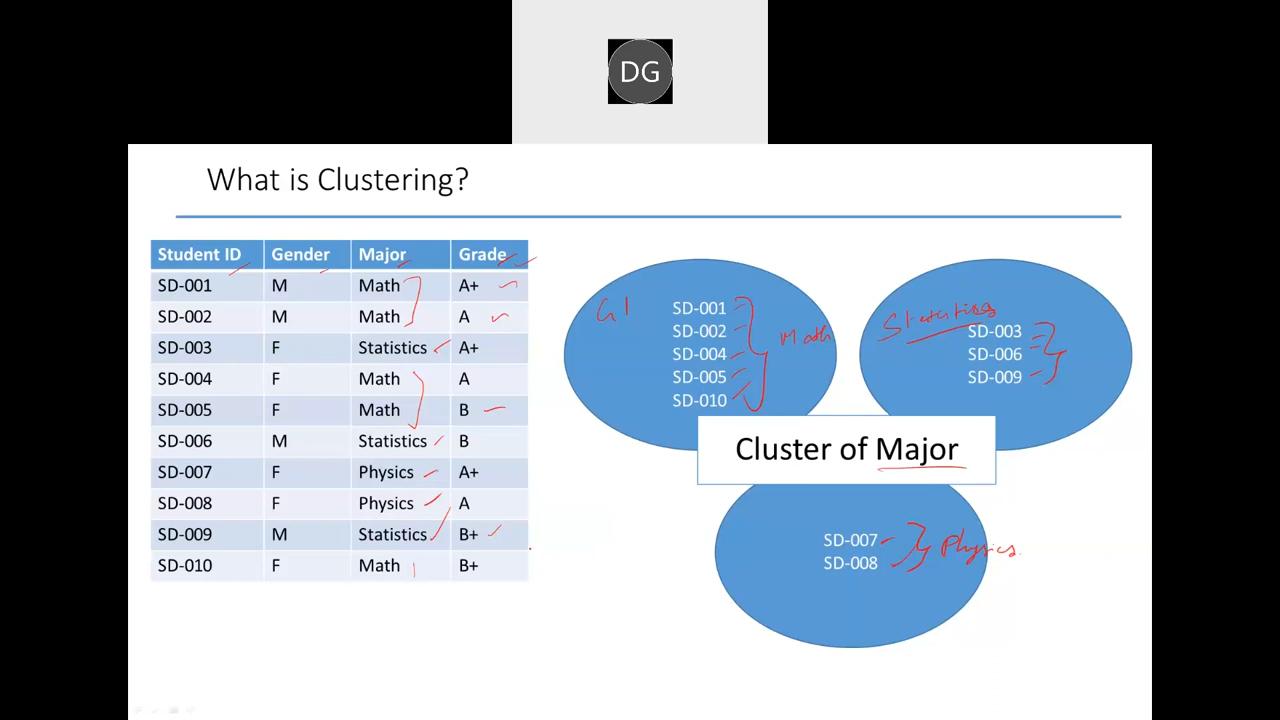 DG
What is Clustering?
Student ID Gender Major Grade
SD-001 M Math A+
SD-002 M Math A
SD-003 F Statistics A+
SD-004 F Math A
SD-005 F Math B
SD-006 M Statistics B
SD-007 F Physics A+
SD-008 F Physics A
SD-009 M Statistics B+
SD-010 F Math B+
SD-001
SD-002
SD-004
SD-005
SD-010
Math
Statistics
SD-003
SD-006
SD-009
Cluster of Major
SD-007
SD-008
Physics